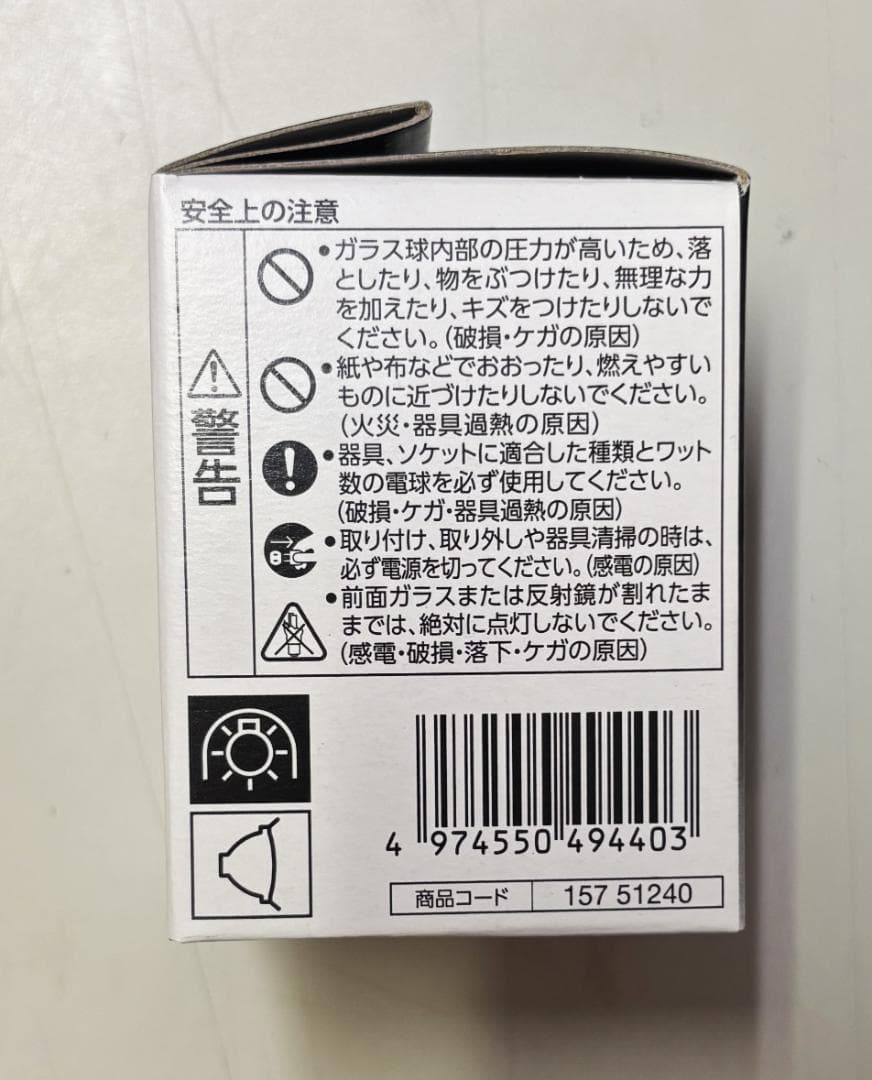 安全上の注意
警告
•ガラス球内部の圧力が高いため、落
としたり、物をぶつけたり、無理な力
を加えたり、キズをつけたりしないで
ください。(破損・ケガの原因)
•紙や布などでおおったり、燃えやすい
ものに近づけたりしないでください。
(火災・器具過熱の原因)
•器具、ソケットに適合した種類とワット
数の電球を必ず使用してください。
(破損・ケガ・器具過熱の原因)
•取り付け、取り外しや器具清掃の時は、
必ず電源を切ってください。(感電の原因)
•前面ガラスまたは反射鏡が割れたま
までは、絶対に点灯しないでください。
(感電・破損・落下・ケガの原因)
4 974550 494403
商品コード 157 51240